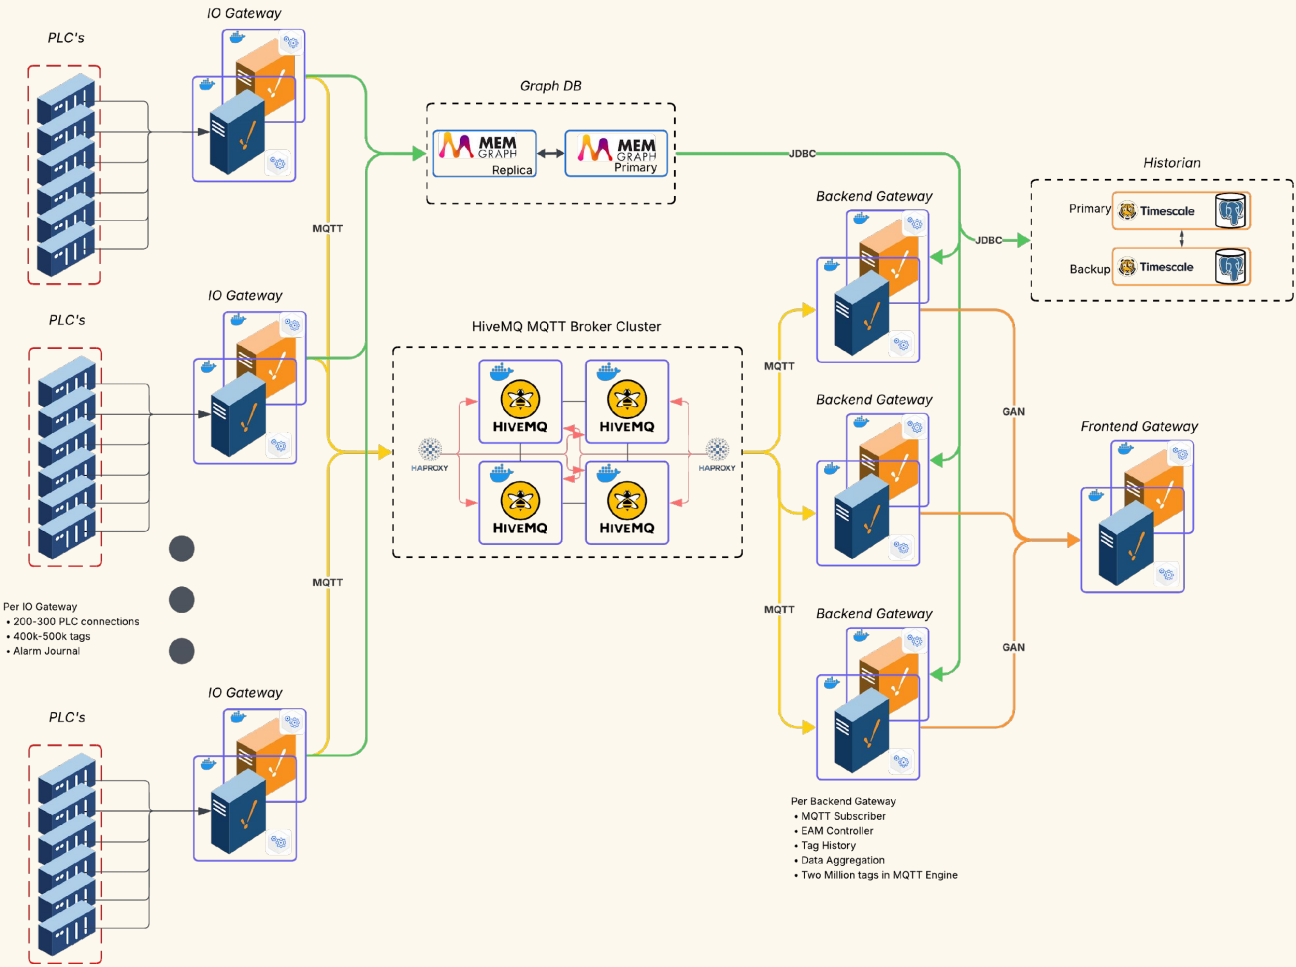 IO Gateway
PLC's
Graph DB
MEM
GRAPH
Replica
MEM
GRAPH
Primary
JDBC
Historian
Primary
Timescale
Backup
Timescale
JDBC
Backend Gateway
MQTT
IO Gateway
PLC's
HiveMQ MQTT Broker Cluster
HIVEMQ
HIVEMQ
HAPROXY
HAPROXY
HIVEMQ
HIVEMQ
MQTT
Backend Gateway
GAN
Frontend Gateway
MQTT
MQTT
Backend Gateway
GAN
Per IO Gateway
• 200-300 PLC connections
• 400k-500k tags
• Alarm Journal
IO Gateway
PLC's
Per Backend Gateway
• MQTT Subscriber
• EAM Controller
• Tag History
• Data Aggregation
• Two Million tags in MQTT Engine